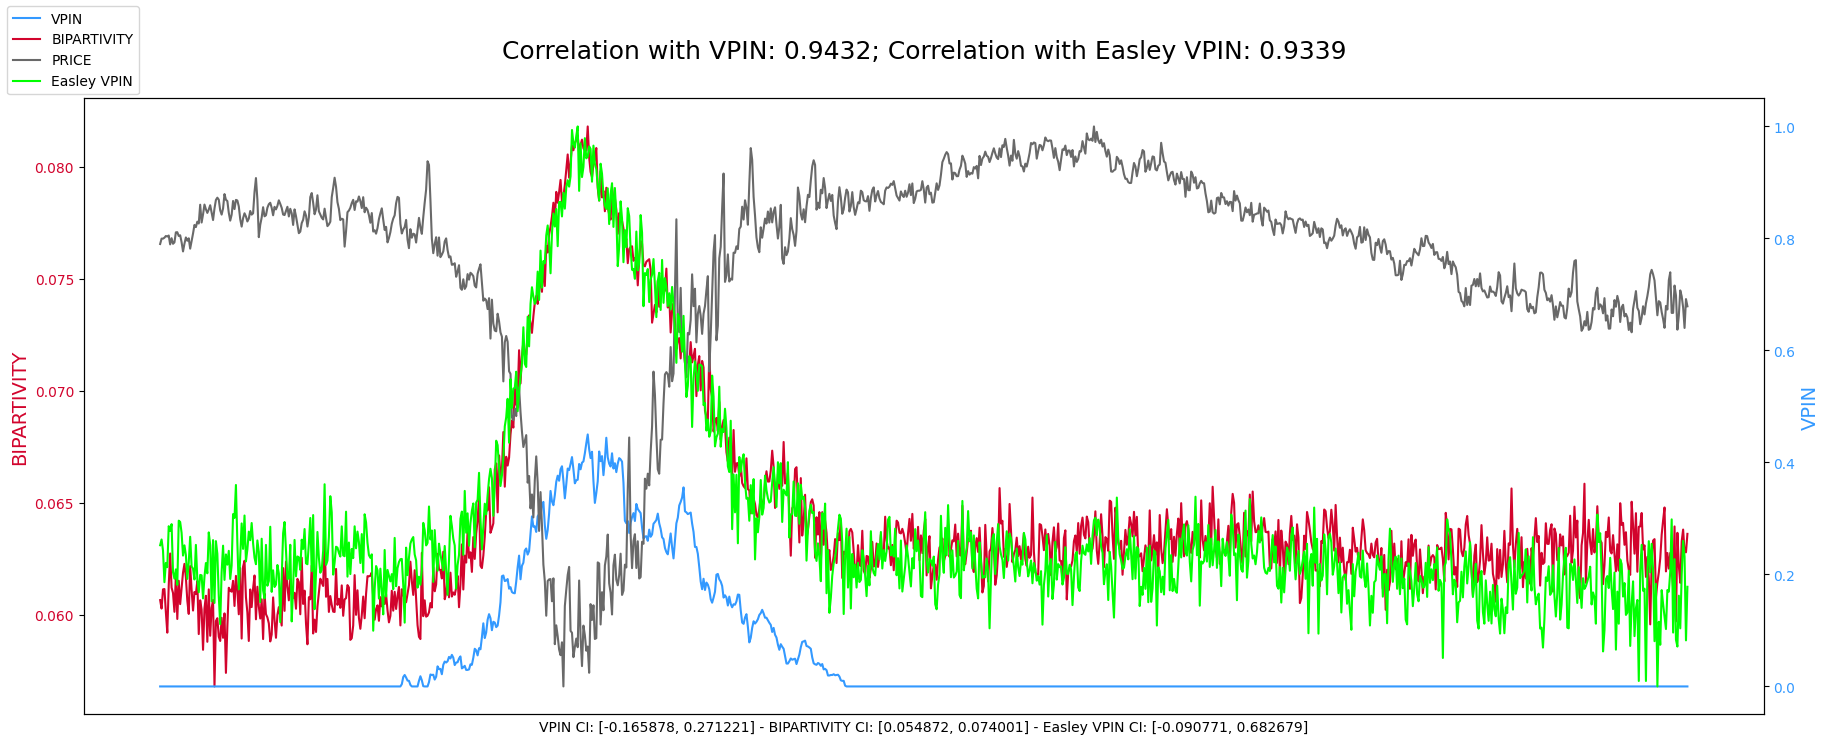 VPIN
BIPARTIVITY
PRICE
Easley VPIN
Correlation with VPIN: 0.9432; Correlation with Easley VPIN: 0.9339
BIPARTIVITY
0.080
0.075
0.070
0.065
0.060
1.0
0.8
0.6
0.4
0.2
0.0
VPIN
VPIN CI: [-0.165878, 0.271221] - BIPARTIVITY CI: [0.054872, 0.074001] - Easley VPIN CI: [-0.090771, 0.682679]